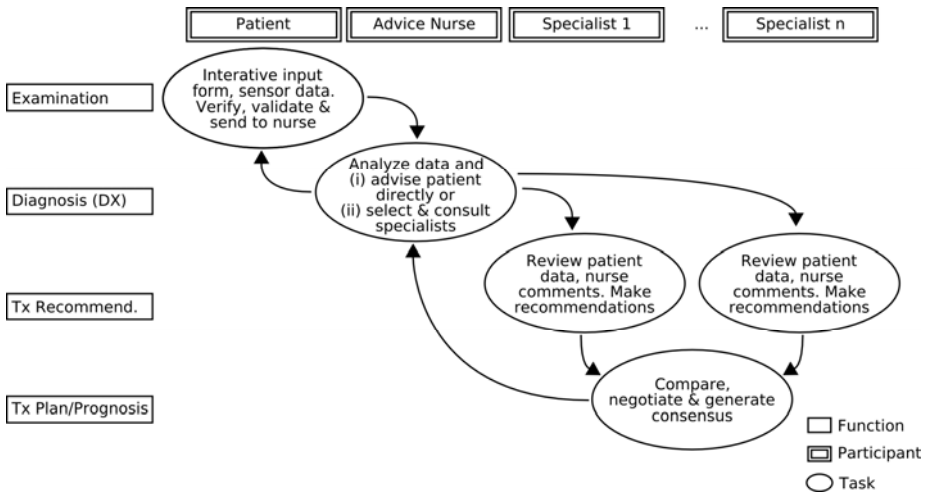 Patient
Advice Nurse
Specialist 1
...
Specialist n
Examination
Interative input
form, sensor data.
Verify, validate &
send to nurse
Diagnosis (DX)
Analyze data and
(i) advise patient
directly or
(ii) select & consult
specialists
Tx Recommend.
Review patient
data, nurse
comments. Make
recommendations
Review patient
data, nurse
comments. Make
recommendations
Tx Plan/Prognosis
Compare,
negotiate & generate
consensus
Function
Participant
Task